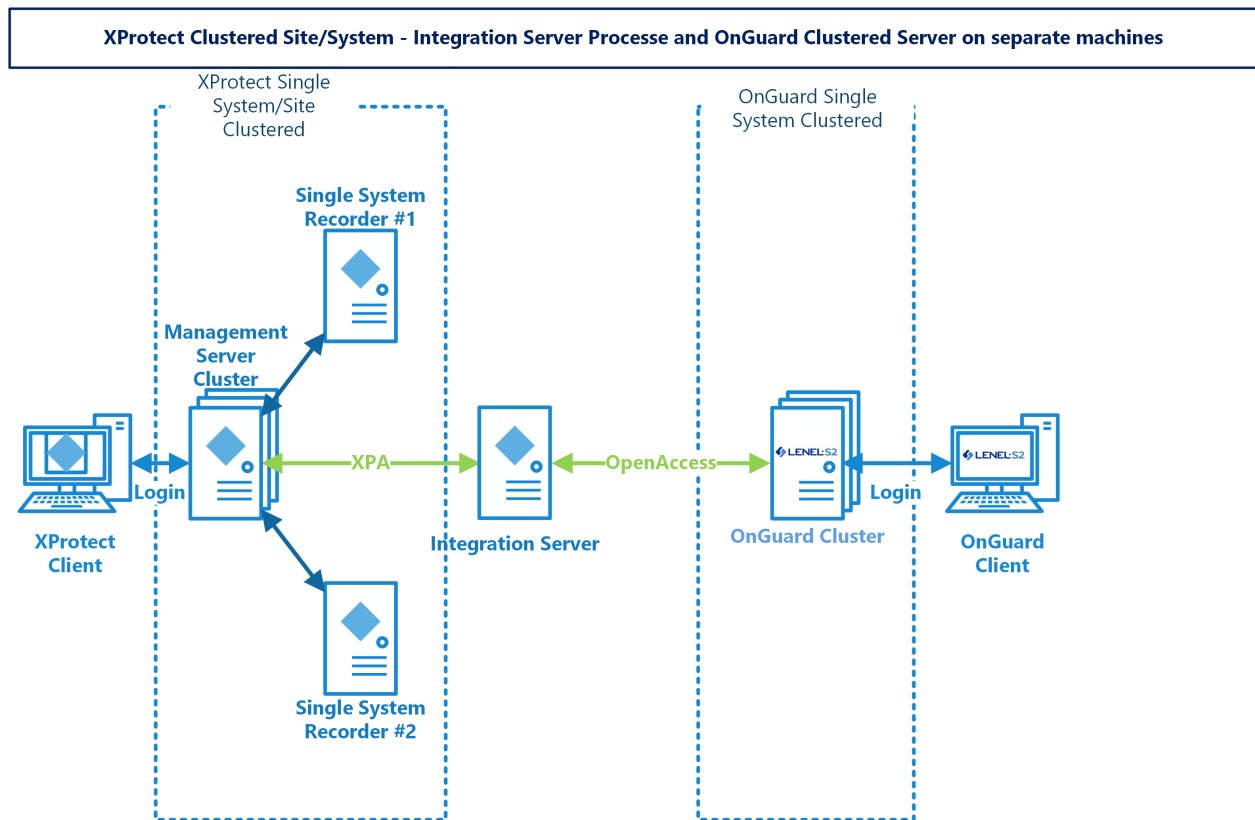 XProtect Clustered Site/System - Integration Server Processe and OnGuard Clustered Server on separate machines
XProtect Single
System/Site
Clustered
OnGuard Single
System Clustered
Single System
Recorder #1
Management
Server
Cluster
XPA
OpenAccess
LENEL·S2
LENEL·S2
Login
Login
XProtect
Client
Integration Server
OnGuard Cluster
OnGuard
Client
Single System
Recorder #2